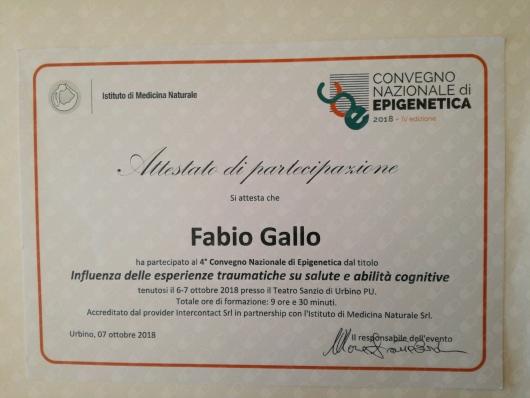 Istituto di Medicina Naturale
CONVEGNO
NAZIONALE di
EPIGENETICA
2018 - IV edizione
Attestato di partecipazione
Si attesta che
Fabio Gallo
ha partecipato al 4° Convegno Nazionale di Epigenetica dal titolo
Influenza delle esperienze traumatiche su salute e abilità cognitive
tenutosi il 6-7 ottobre 2018 presso il Teatro Sanzio di Urbino PU.
Totale ore di formazione: 9 ore e 30 minuti.
Accreditato dal provider Intercontact Srl in partnership con l'Istituto di Medicina Naturale Srl.
Urbino, 07 ottobre 2018
Il responsabile dell'evento